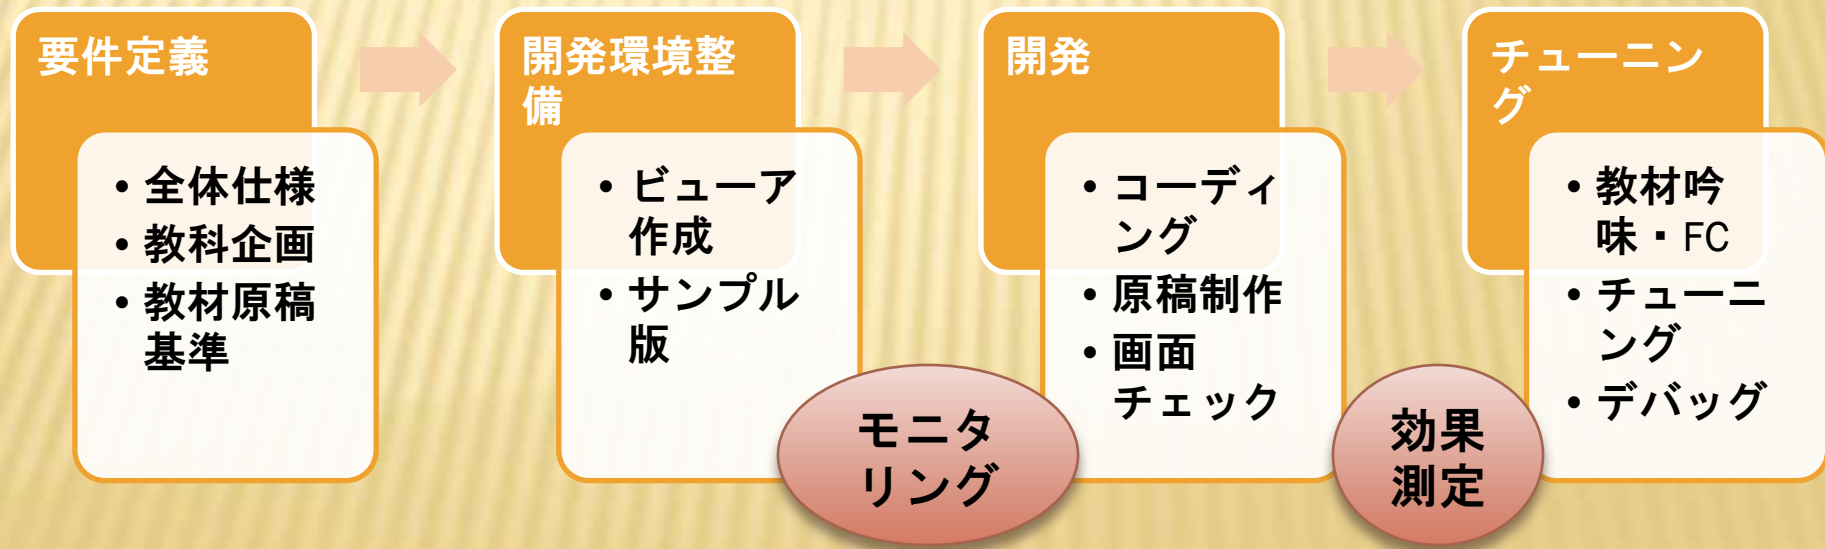 要件定義
• 全体仕様
• 教科企画
• 教材原稿
基準
開発環境整
備
• ビューア
作成
• サンプル
版
モニタ
リング
開発
• コーディ
ング
• 原稿制作
• 画面
チェック
効果
測定
チューニン
グ
• 教材吟
味・FC
• チューニ
ング
• デバッグ